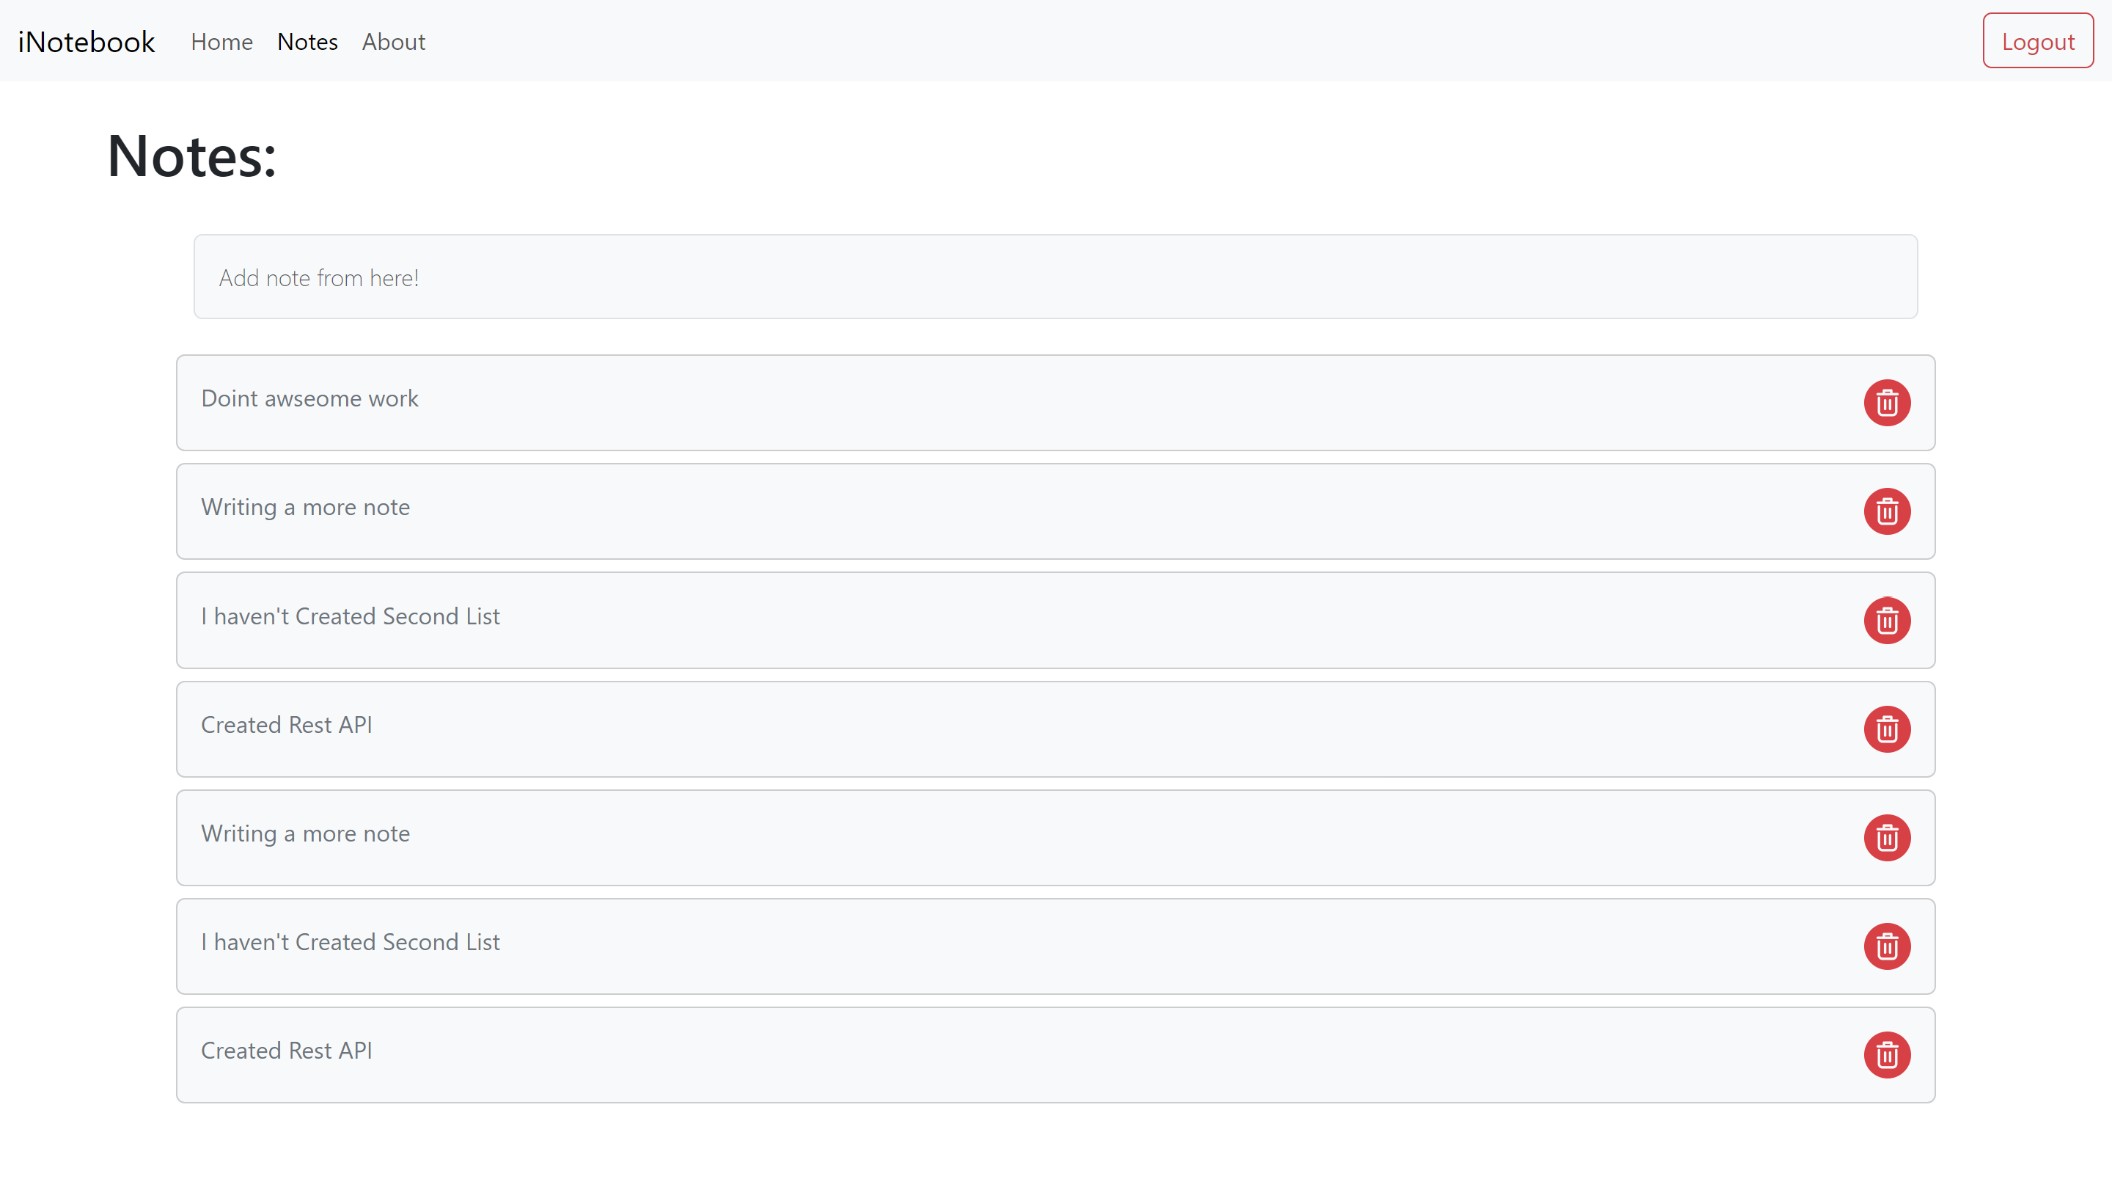 iNotebook Home Notes About Logout
Notes:
Add note from here!
Doint awseome work
Writing a more note
I haven't Created Second List
Created Rest API
Writing a more note
I haven't Created Second List
Created Rest API